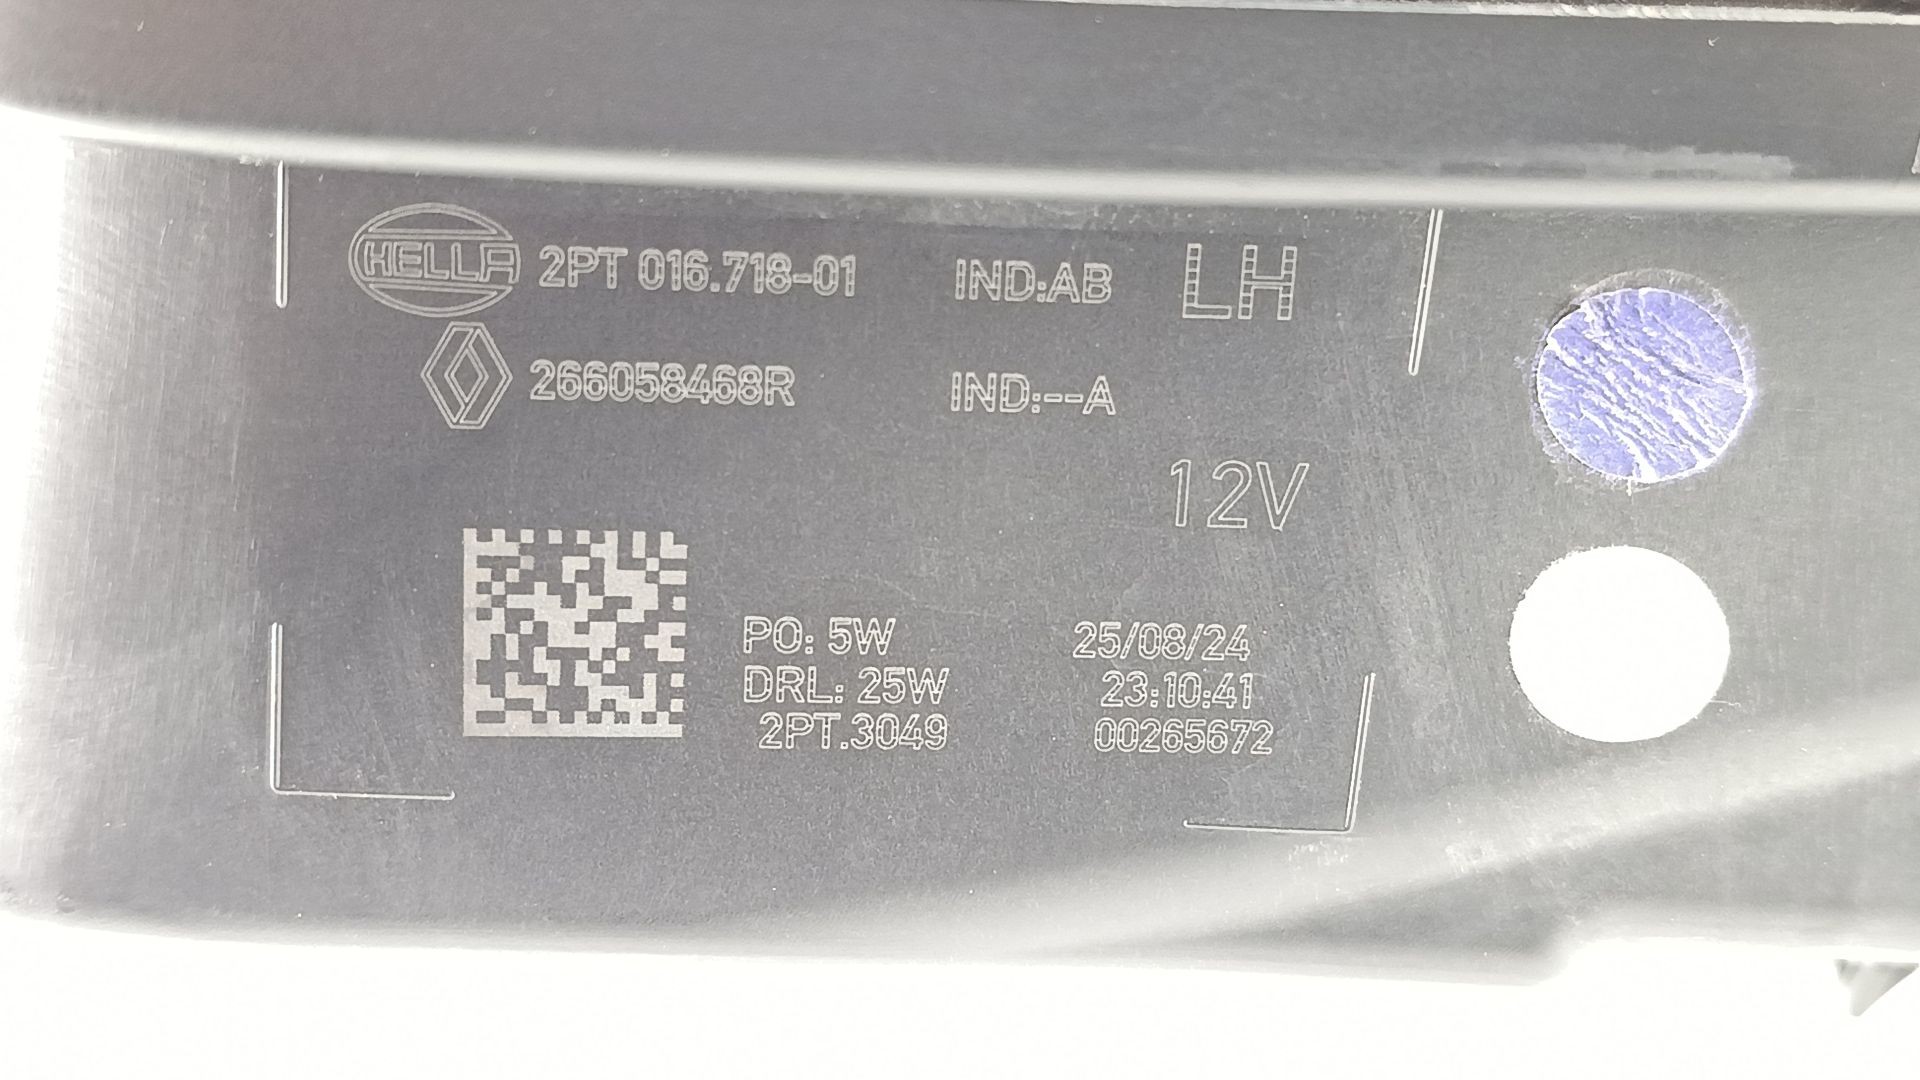 HELLA 2PT 016.718-01 IND:AB LH
266058468R IND:--A
12V
PO: 5W 25/08/24
DRL: 25W 23:10:41
2PT.3049 00265672